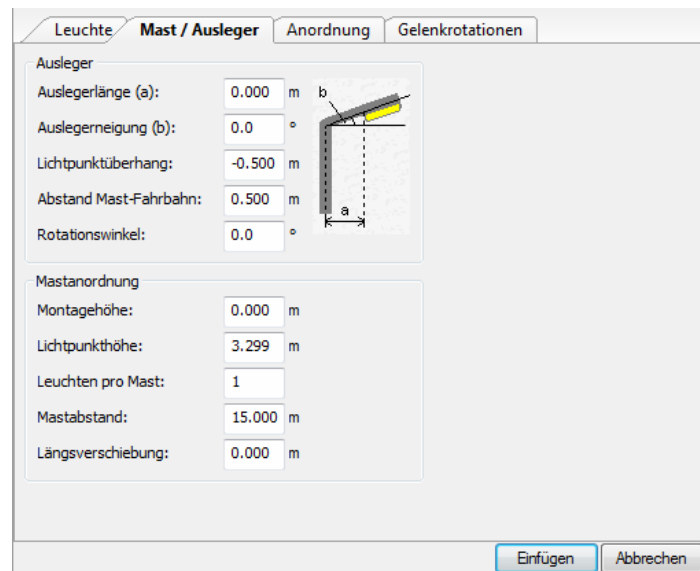 Leuchte Mast / Ausleger Anordnung Gelenkrotationen
Ausleger
Auslegerlänge (a): 0.000 m
Auslegerneigung (b): 0.0 °
Lichtpunktüberhang: -0.500 m
Abstand Mast-Fahrbahn: 0.500 m
Rotationswinkel: 0.0 °
b
a
Mastanordnung
Montagehöhe: 0.000 m
Lichtpunkthöhe: 3.299 m
Leuchten pro Mast: 1
Mastabstand: 15.000 m
Längsverschiebung: 0.000 m
Einfügen Abbrechen